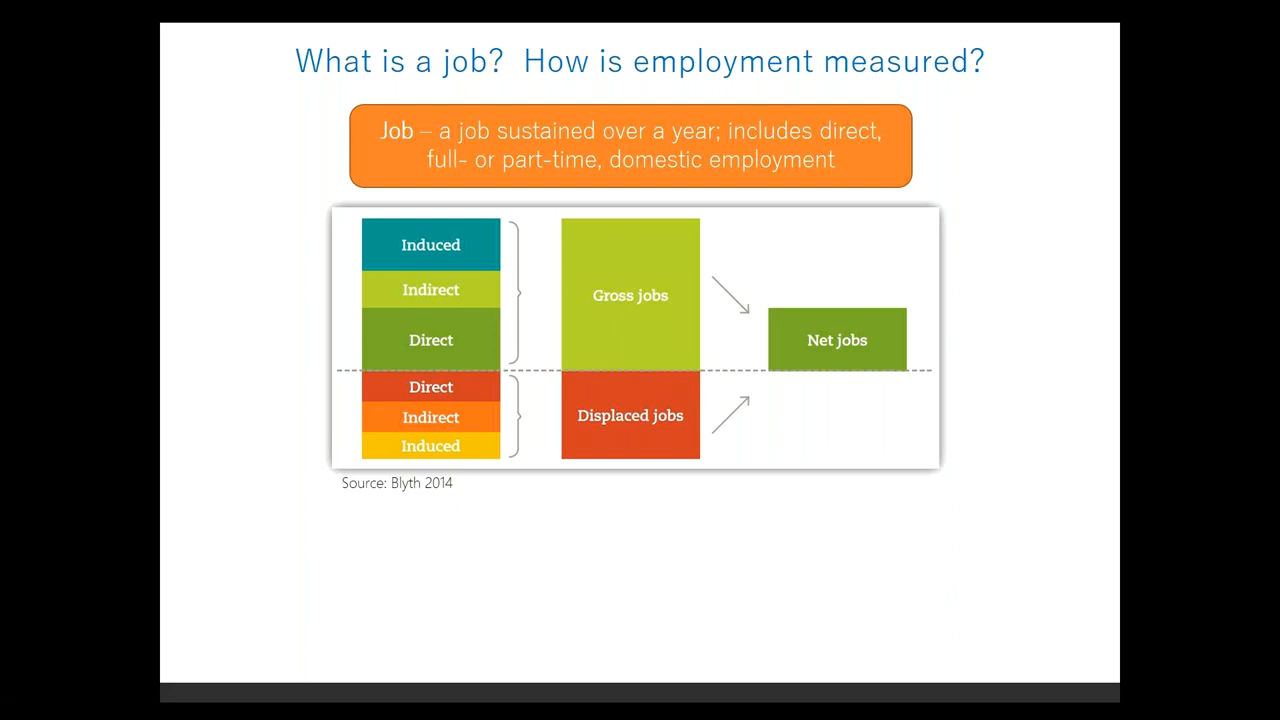 What is a job? How is employment measured?
Job – a job sustained over a year; includes direct,
full- or part-time, domestic employment
Induced
Indirect
Direct
Direct
Indirect
Induced
Gross jobs
Displaced jobs
Net jobs
Source: Blyth 2014